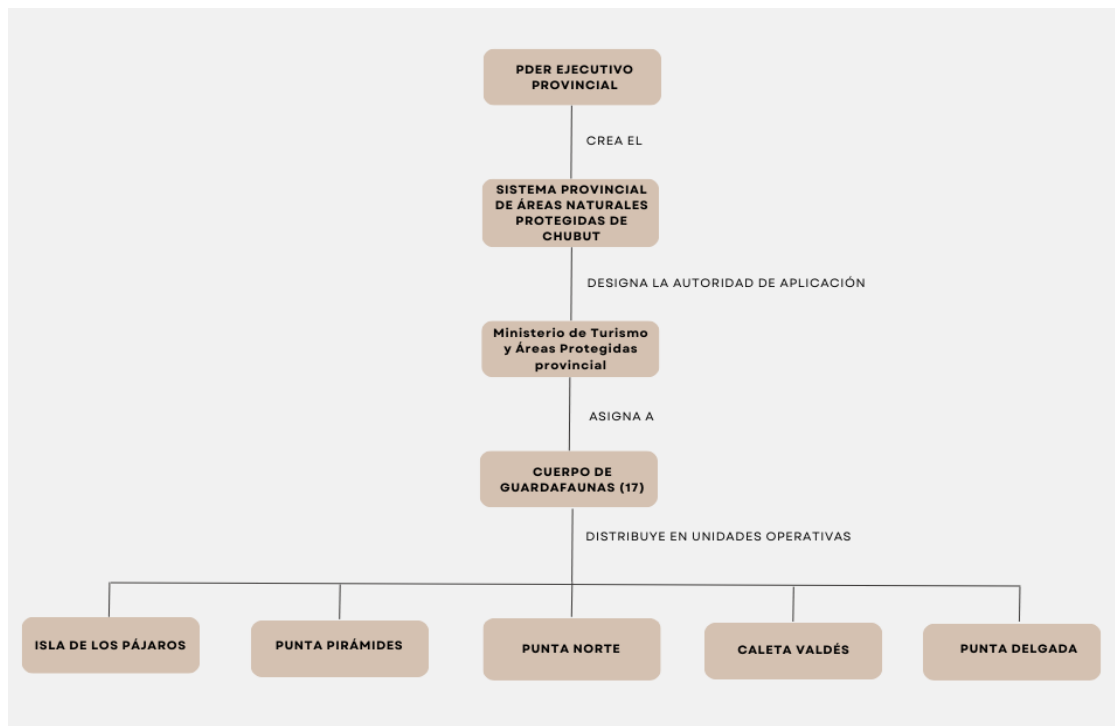 PDER EJECUTIVO
PROVINCIAL
CREA EL
SISTEMA PROVINCIAL
DE ÁREAS NATURALES
PROTEGIDAS DE
CHUBUT
DESIGNA LA AUTORIDAD DE APLICACIÓN
Ministerio de Turismo
y Áreas Protegidas
provincial
ASIGNA A
CUERPO DE
GUARDAFAUNAS (17)
DISTRIBUYE EN UNIDADES OPERATIVAS
ISLA DE LOS PÁJAROS
PUNTA PIRÁMIDES
PUNTA NORTE
CALETA VALDÉS
PUNTA DELGADA